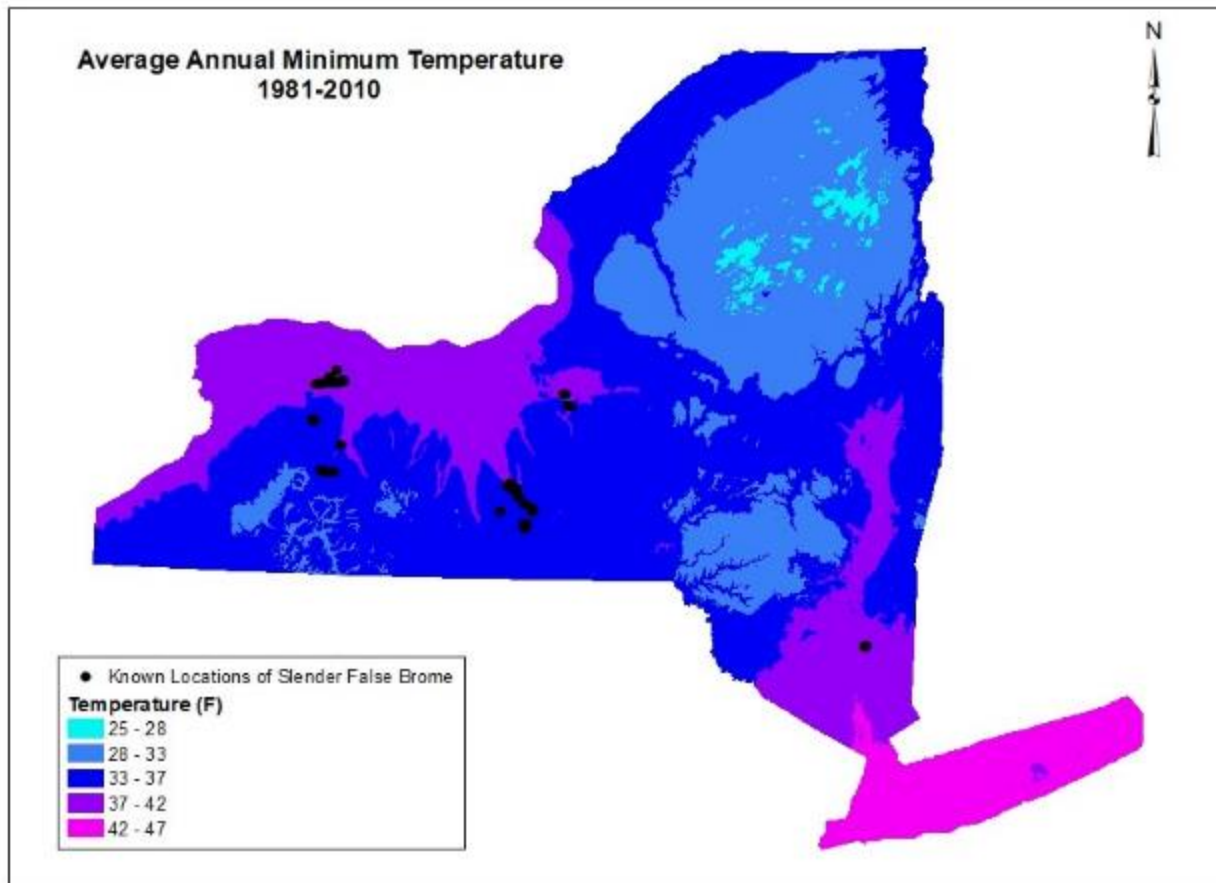 Average Annual Minimum Temperature
1981-2010
N
Known Locations of Slender False Brome
Temperature (F)
25 - 28
28 - 33
33 - 37
37 - 42
42 - 47